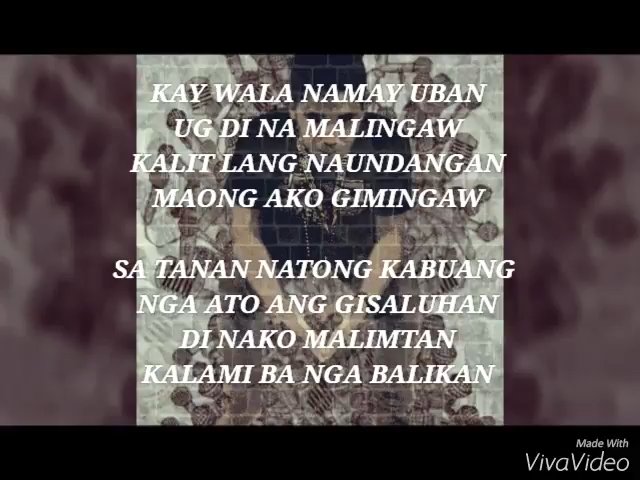 KAY WALA NAMAY UBAN
UG DI NA MALINGAW
KALIT LANG NAUNDANGAN
MAONG AKO GIMINGAW
SA TANAN NATONG KABUANG
NGA ATO ANG GISALUHAN
DI NAKO MALIMTAN
KALAMI BA NGA BALIKAN
Made With
VivaVideo